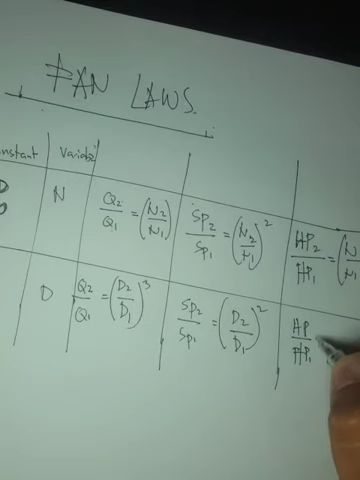 FAN LAWS.
nstant | Variable
N | Q2/Q1 = (N2/N1) | SP2/SP1 = (N2/N1)^2 | HP2/HP1 = (N
D | Q2/Q1 = (D2/D1)^3 | SP2/SP1 = (D2/D1)^2 | HP/HP1